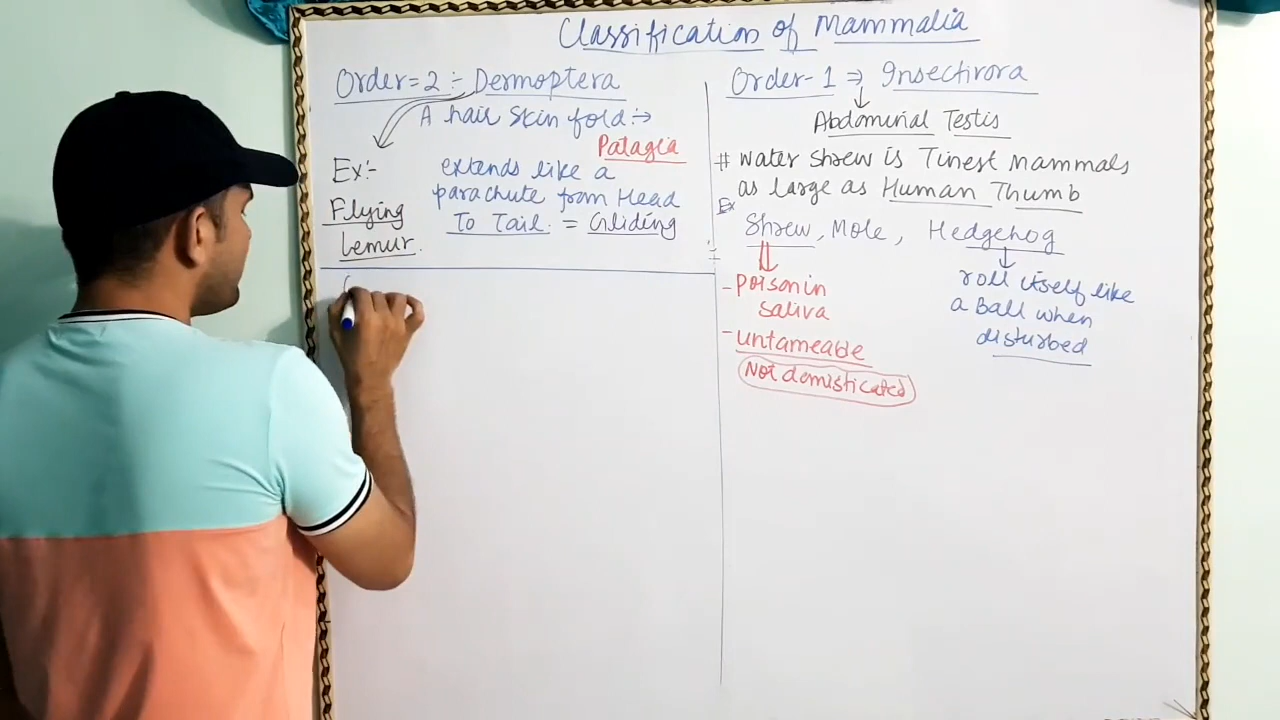 Classification of Mammalia
Order=2 :- Dermoptera
A hair skin fold :→
Patagia
extends like a
parachute from Head
To Tail. = Gliding
Ex:-
Flying
lemur.
Order-1 ⇒ Insectivora
Abdominal Testis
# Water Shrew is Tinest Mammals
as large as Human Thumb
Ex
Shrew, Mole, Hedgehog
- Poison in
saliva
- untameable
Not domisticated
roll itself like
a Ball when
disturbed